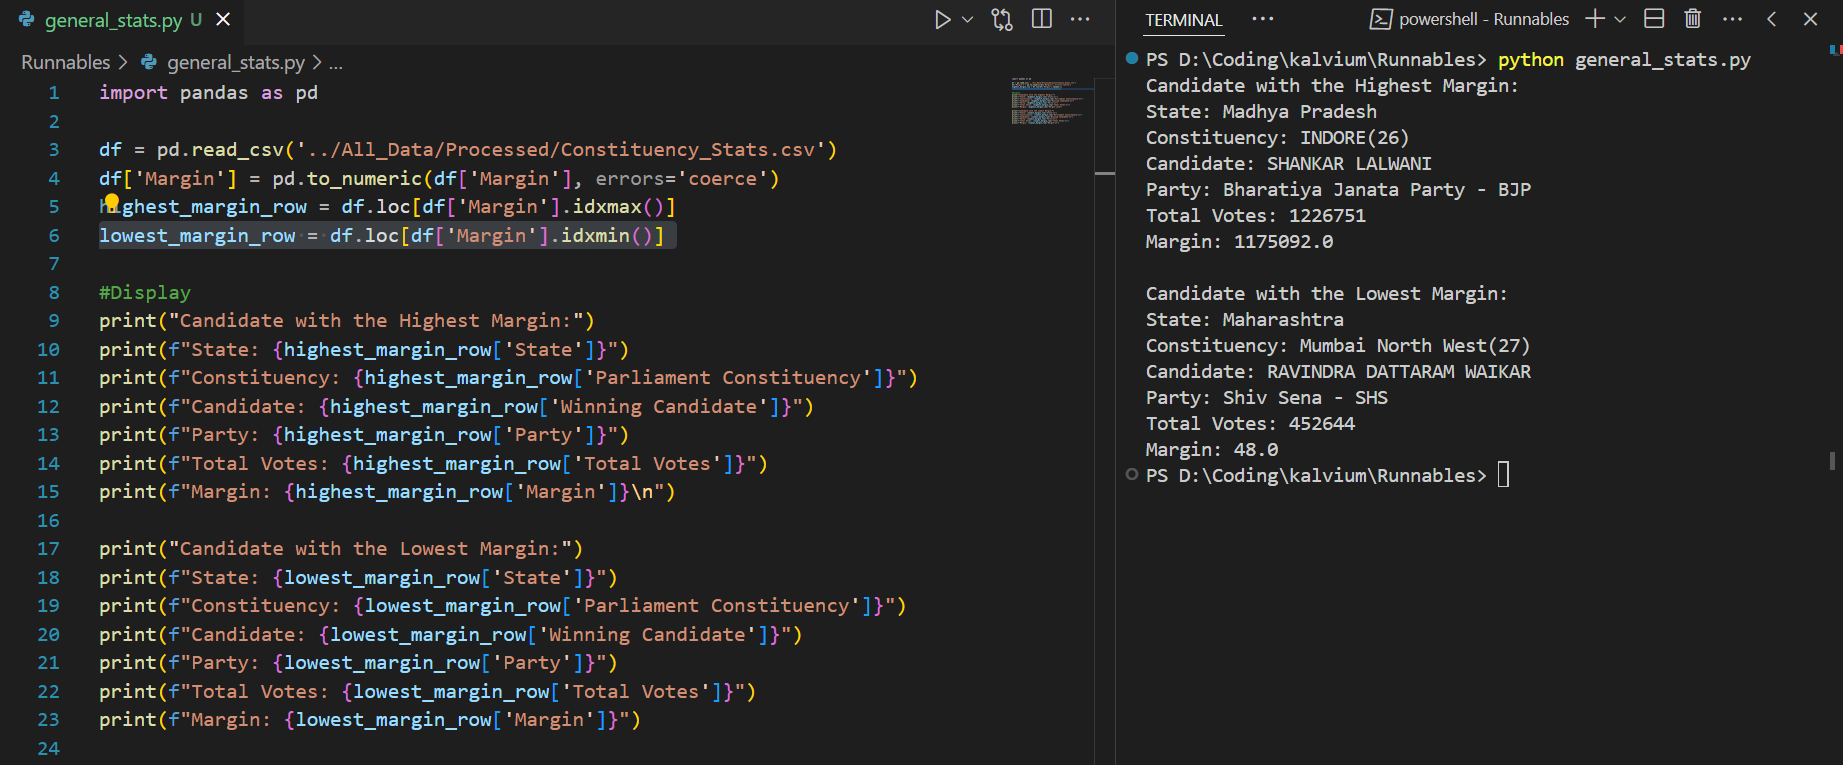 general_stats.py U
Runnables > general_stats.py > ...
1 import pandas as pd
2
3 df = pd.read_csv('../All_Data/Processed/Constituency_Stats.csv')
4 df['Margin'] = pd.to_numeric(df['Margin'], errors='coerce')
5 highest_margin_row = df.loc[df['Margin'].idxmax()]
6 lowest_margin_row = df.loc[df['Margin'].idxmin()]
7
8 #Display
9 print("Candidate with the Highest Margin:")
10 print(f"State: {highest_margin_row['State']}")
11 print(f"Constituency: {highest_margin_row['Parliament Constituency']}")
12 print(f"Candidate: {highest_margin_row['Winning Candidate']}")
13 print(f"Party: {highest_margin_row['Party']}")
14 print(f"Total Votes: {highest_margin_row['Total Votes']}")
15 print(f"Margin: {highest_margin_row['Margin']}\n")
16
17 print("Candidate with the Lowest Margin:")
18 print(f"State: {lowest_margin_row['State']}")
19 print(f"Constituency: {lowest_margin_row['Parliament Constituency']}")
20 print(f"Candidate: {lowest_margin_row['Winning Candidate']}")
21 print(f"Party: {lowest_margin_row['Party']}")
22 print(f"Total Votes: {lowest_margin_row['Total Votes']}")
23 print(f"Margin: {lowest_margin_row['Margin']}")
24
TERMINAL
powershell - Runnables
PS D:\Coding\kalvium\Runnables> python general_stats.py
Candidate with the Highest Margin:
State: Madhya Pradesh
Constituency: INDORE(26)
Candidate: SHANKAR LALWANI
Party: Bharatiya Janata Party - BJP
Total Votes: 1226751
Margin: 1175092.0
Candidate with the Lowest Margin:
State: Maharashtra
Constituency: Mumbai North West(27)
Candidate: RAVINDRA DATTARAM WAIKAR
Party: Shiv Sena - SHS
Total Votes: 452644
Margin: 48.0
PS D:\Coding\kalvium\Runnables>